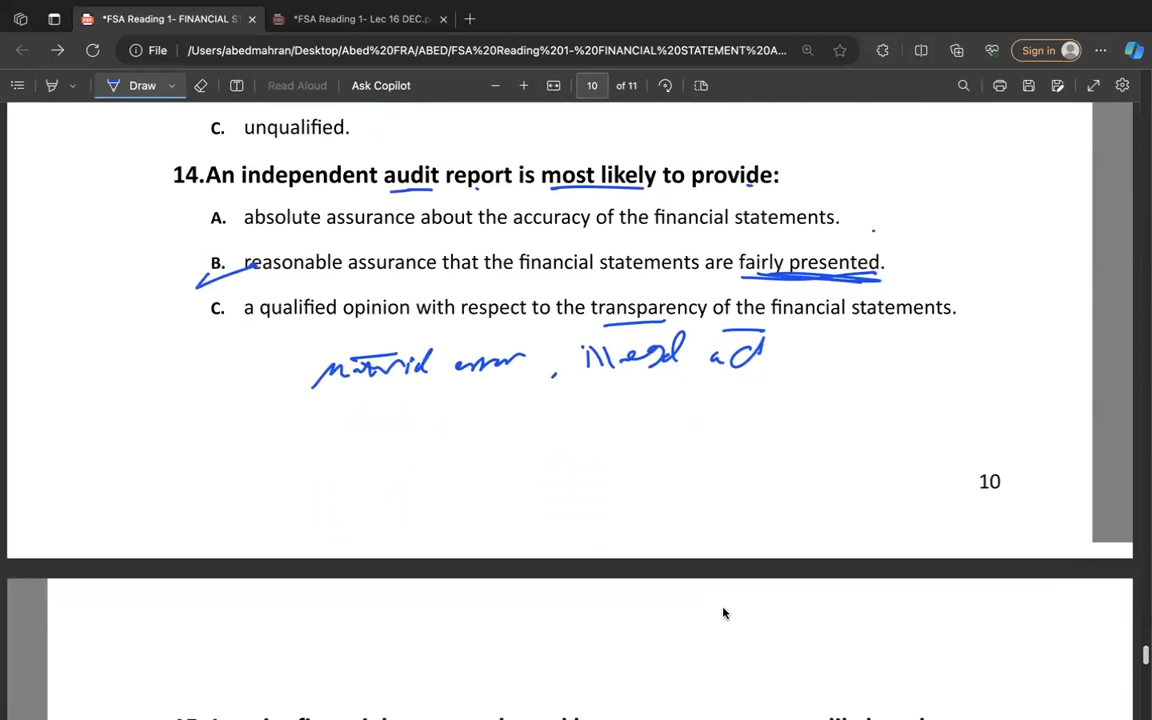 *FSA Reading 1- FINANCIAL S
*FSA Reading 1- Lec 16 DEC.p
File
/Users/abedmahran/Desktop/Abed%20FRA/ABED/FSA%20Reading%201-%20FINANCIAL%20STATEMENT%20A...
Sign in
Draw
Read Aloud
Ask Copilot
10 of 11
C. unqualified.
14.An independent audit report is most likely to provide:
A. absolute assurance about the accuracy of the financial statements.
B. reasonable assurance that the financial statements are fairly presented.
C. a qualified opinion with respect to the transparency of the financial statements.
material error, illegal act
10